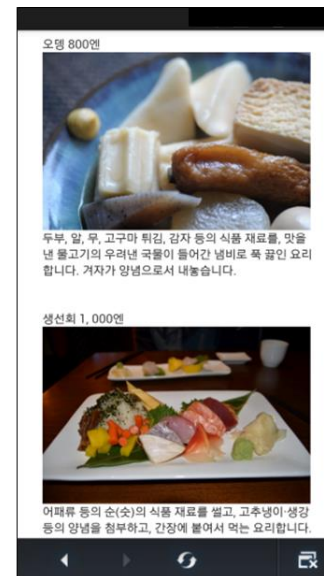 오뎅 800엔
두부, 알, 무, 고구마 튀김, 감자 등의 식품 재료를, 맛을
낸 물고기의 우려낸 국물이 들어간 냄비로 푹 끓인 요리
합니다. 겨자가 양념으로서 내놓습니다.
생선회 1, 000엔
어패류 등의 순(슷)의 식품 재료를 썰고, 고추냉이·생강
등의 양념을 첨부하고, 간장에 붙여서 먹는 요리합니다.